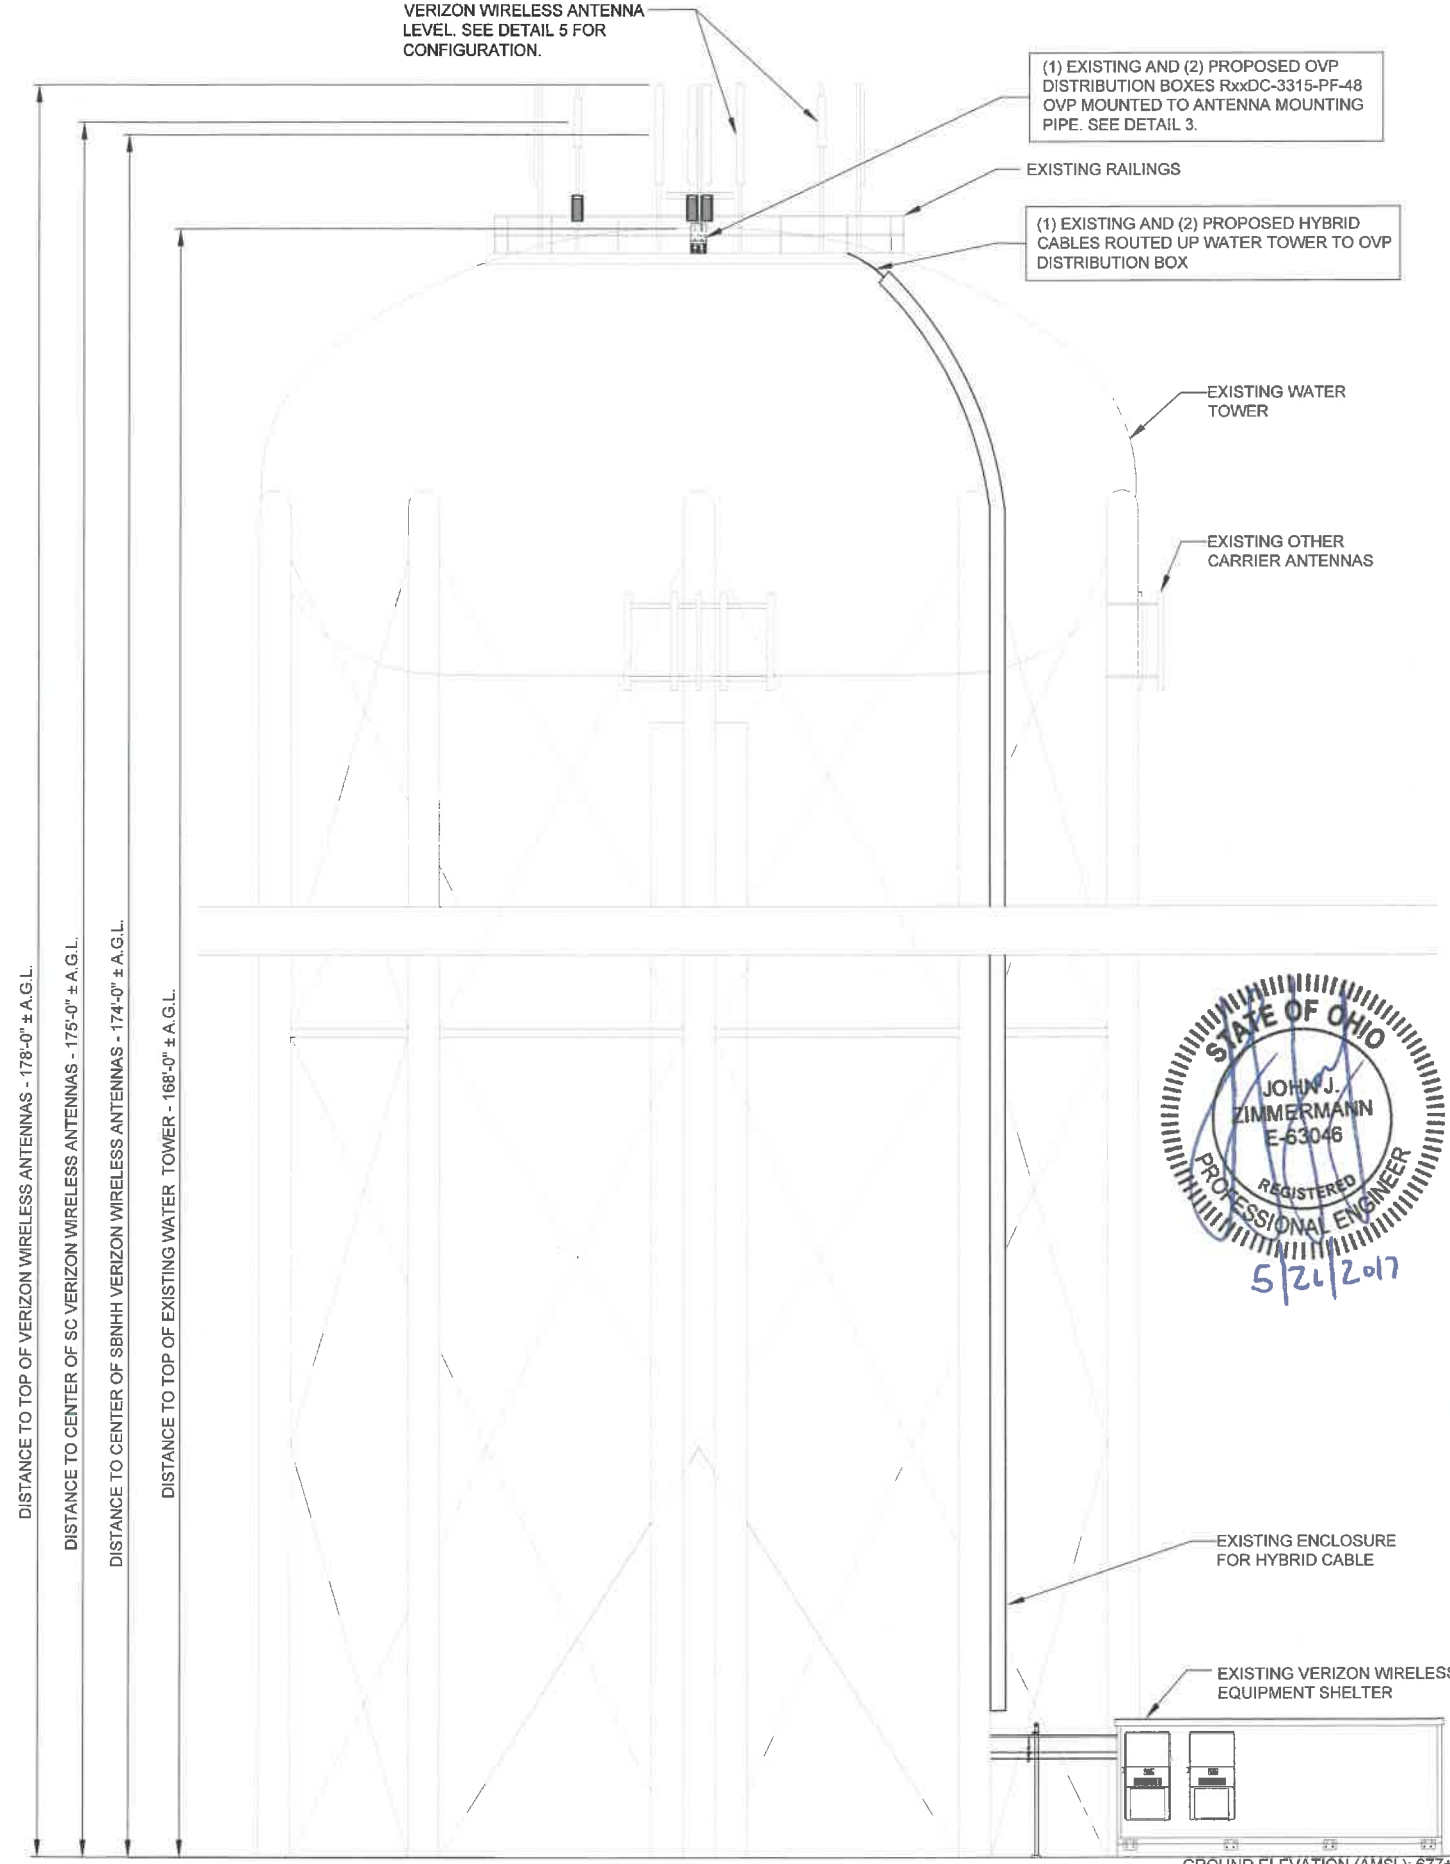 VERIZON WIRELESS ANTENNA
LEVEL. SEE DETAIL 5 FOR
CONFIGURATION.
(1) EXISTING AND (2) PROPOSED OVP
DISTRIBUTION BOXES RxxDC-3315-PF-48
OVP MOUNTED TO ANTENNA MOUNTING
PIPE. SEE DETAIL 3.
EXISTING RAILINGS
(1) EXISTING AND (2) PROPOSED HYBRID
CABLES ROUTED UP WATER TOWER TO OVP
DISTRIBUTION BOX
EXISTING WATER
TOWER
EXISTING OTHER
CARRIER ANTENNAS
DISTANCE TO TOP OF VERIZON WIRELESS ANTENNAS - 178'-0" ± A.G.L.
DISTANCE TO CENTER OF SC VERIZON WIRELESS ANTENNAS - 175'-0" ± A.G.L.
DISTANCE TO CENTER OF SBNHH VERIZON WIRELESS ANTENNAS - 174'-0" ± A.G.L.
DISTANCE TO TOP OF EXISTING WATER TOWER - 168'-0" ± A.G.L.
STATE OF OHIO
JOHN J.
ZIMMERMANN
E-63046
REGISTERED
PROFESSIONAL ENGINEER
EXISTING ENCLOSURE
FOR HYBRID CABLE
EXISTING VERIZON WIRELESS
EQUIPMENT SHELTER
GROUND ELEVATION (AMSL):